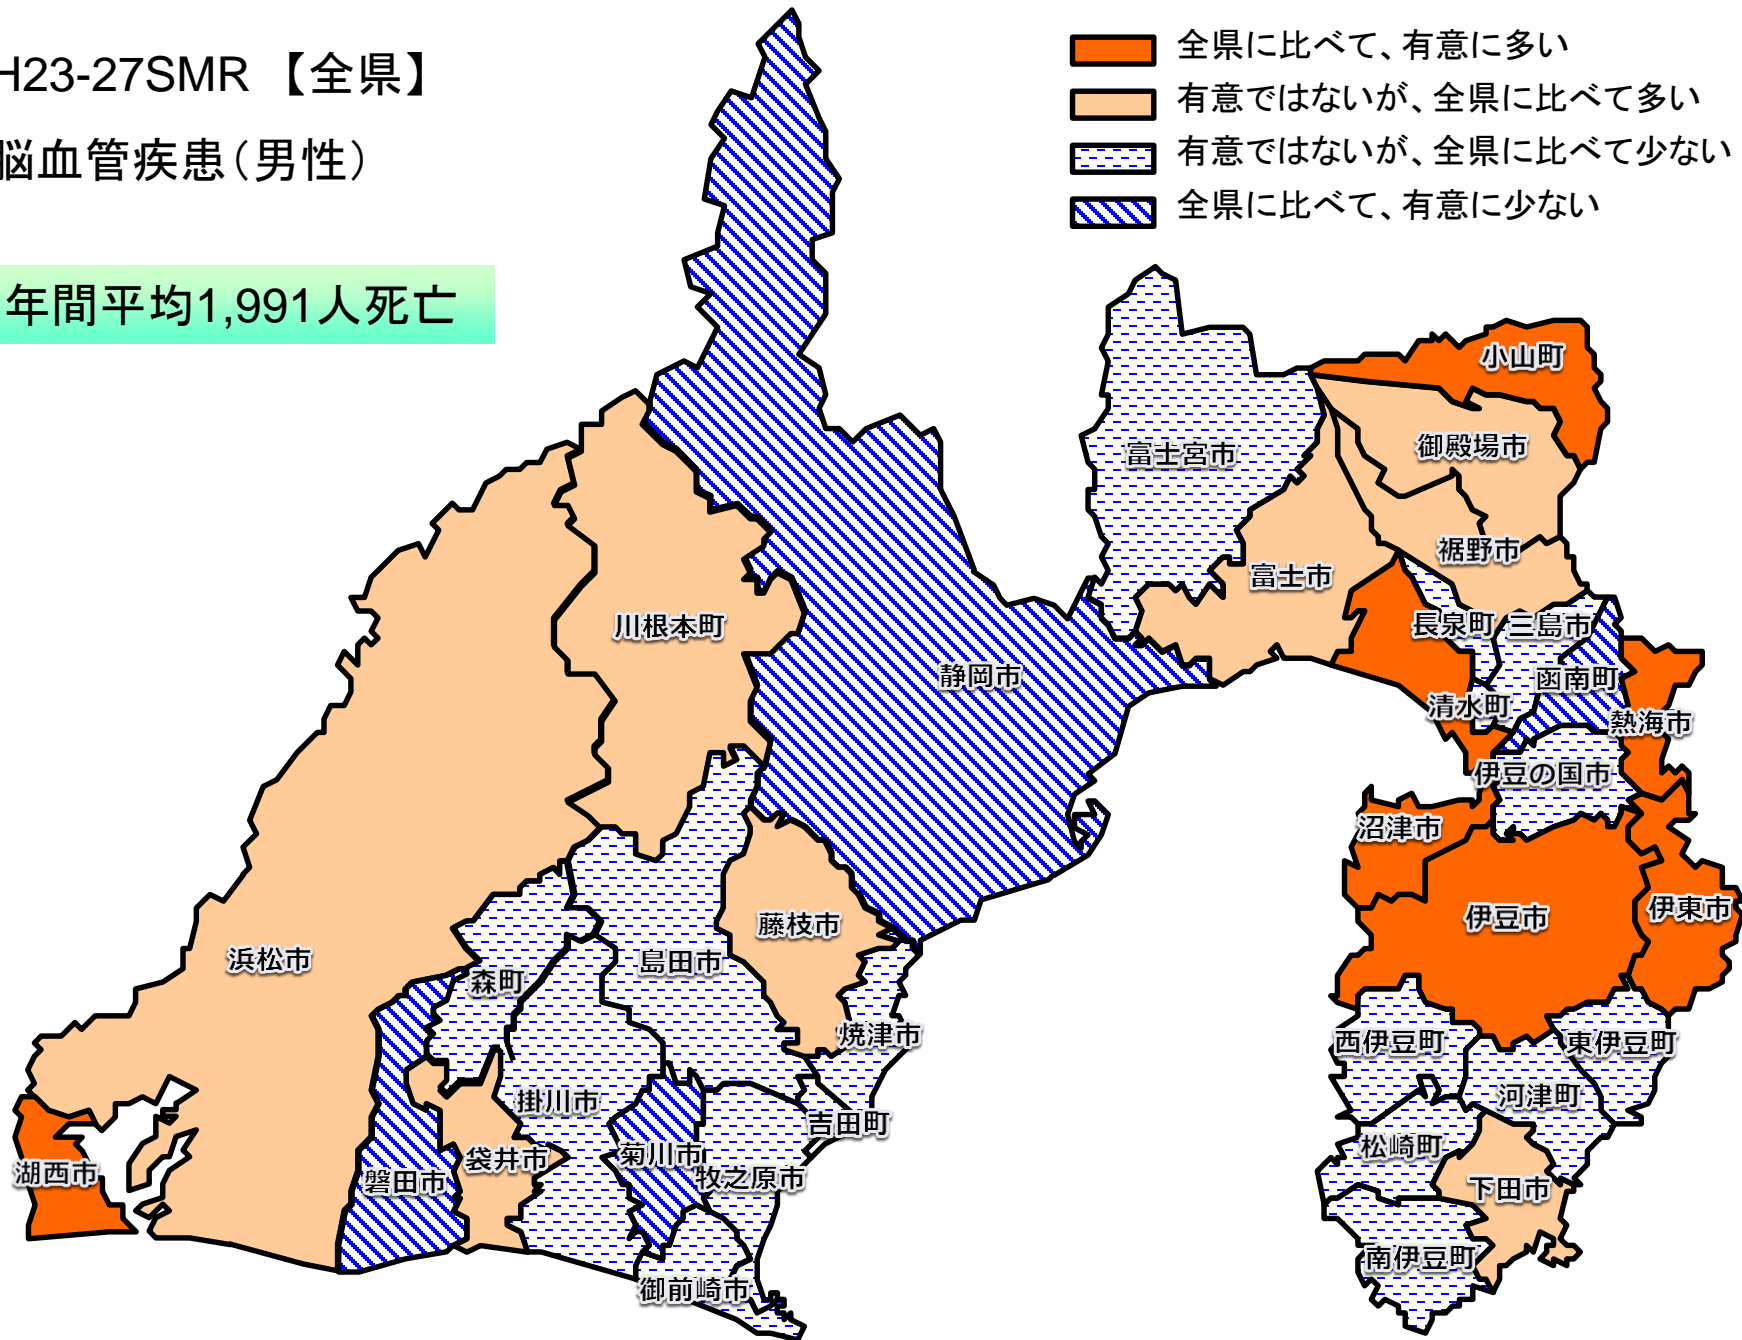 H23-27SMR 【全県】
脳血管疾患（男性）
年間平均1,991人死亡
全県に比べて、有意に多い
有意ではないが、全県に比べて多い
有意ではないが、全県に比べて少ない
全県に比べて、有意に少ない
小山町
御殿場市
富士宮市
裾野市
富士市
川根本町
長泉町
三島市
静岡市
函南町
清水町
熱海市
伊豆の国市
沼津市
伊豆市
伊東市
藤枝市
浜松市
島田市
森町
焼津市
西伊豆町
東伊豆町
河津町
掛川市
吉田町
松崎町
湖西市
磐田市
袋井市
菊川市
牧之原市
下田市
南伊豆町
御前崎市